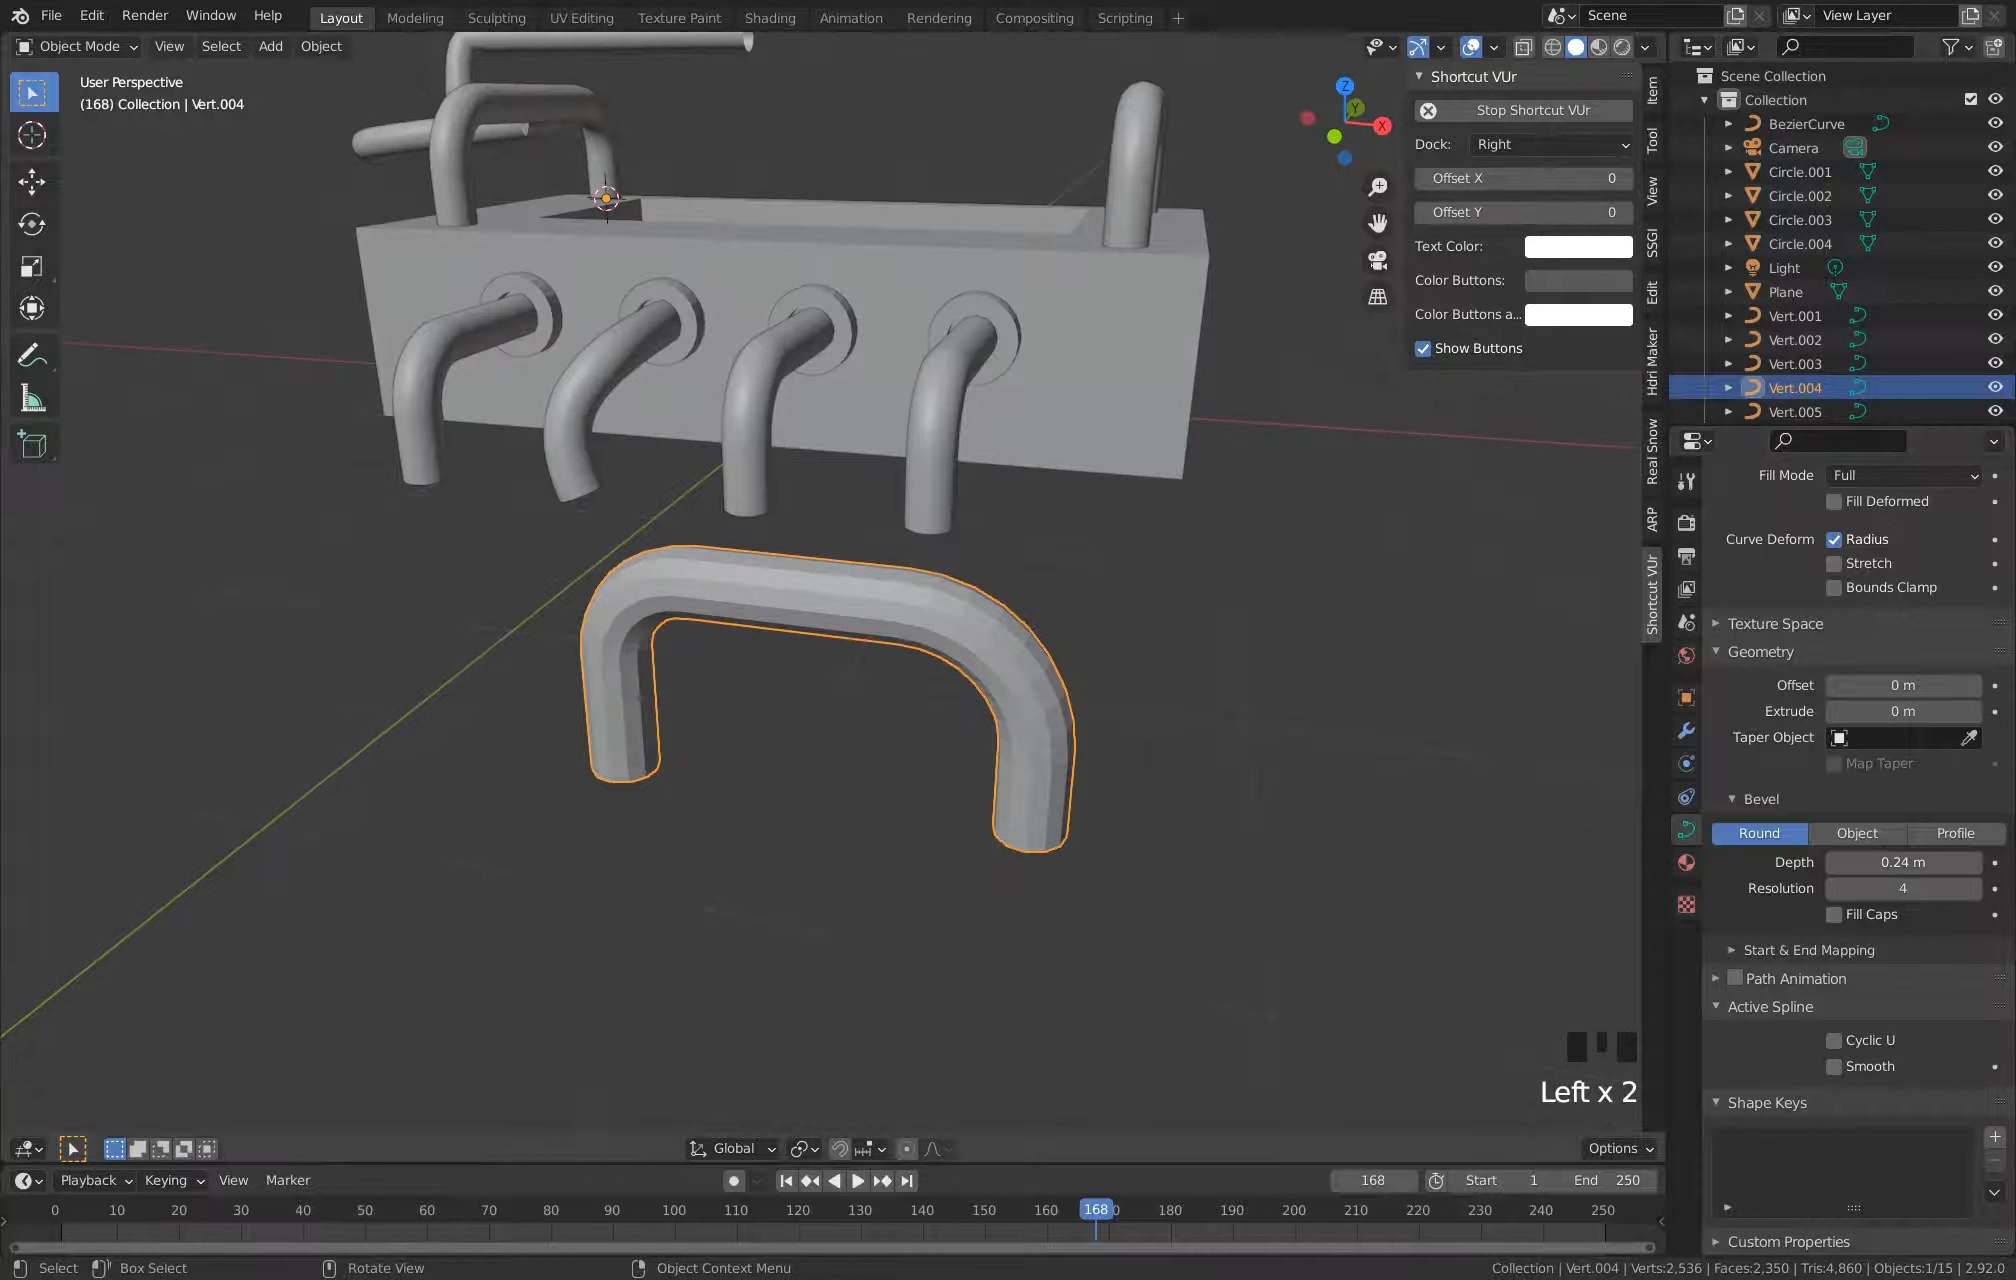 File Edit Render Window Help Layout Modeling Sculpting UV Editing Texture Paint Shading Animation Rendering Compositing Scripting + Scene View Layer
Object Mode View Select Add Object
User Perspective
(168) Collection | Vert.004
Z
Y
X
Shortcut VUr
Stop Shortcut VUr
Dock: Right
Offset X 0
Offset Y 0
Text Color:
Color Buttons:
Color Buttons a...
Show Buttons
Item
Tool
View
SSGI
Edit
Hdri Maker
Real Snow
ARP
Shortcut VUr
Scene Collection
Collection
BezierCurve
Camera
Circle.001
Circle.002
Circle.003
Circle.004
Light
Plane
Vert.001
Vert.002
Vert.003
Vert.004
Vert.005
Fill Mode Full
Fill Deformed
Curve Deform Radius
Stretch
Bounds Clamp
Texture Space
Geometry
Offset 0 m
Extrude 0 m
Taper Object
Map Taper
Bevel
Round Object Profile
Depth 0.24 m
Resolution 4
Fill Caps
Start & End Mapping
Path Animation
Active Spline
Cyclic U
Smooth
Shape Keys
Custom Properties
Left x 2
Global Options
Playback Keying View Marker 168 Start 1 End 250
0 10 20 30 40 50 60 70 80 90 100 110 120 130 140 150 160 168 180 190 200 210 220 230 240 250
Select Box Select Rotate View Object Context Menu Collection | Vert.004 | Verts:2,536 | Faces:2,350 | Tris:4,860 | Objects:1/15 | 2.92.0